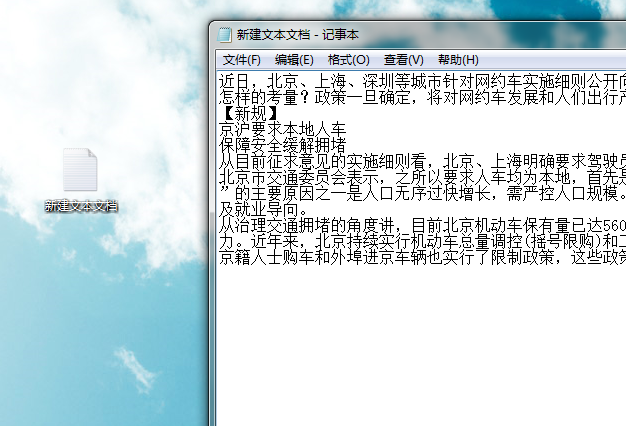 新建文本文档 - 记事本
文件(F) 编辑(E) 格式(O) 查看(V) 帮助(H)
近日，北京、上海、深圳等城市针对网约车实施细则公开向
怎样的考量？政策一旦确定，将对网约车发展和人们出行产
【新规】
京沪要求本地人车
保障安全缓解拥堵
从目前征求意见的实施细则看，北京、上海明确要求驾驶员
北京市交通委员会表示，之所以要求人车均为本地，首先是
”的主要原因之一是人口无序过快增长，需严控人口规模。
及就业导向。
从治理交通拥堵的角度讲，目前北京机动车保有量已达560
力。近年来，北京持续实行机动车总量调控(摇号限购)和工
京籍人士购车和外埠进京车辆也实行了限制政策，这些政策
新建文本文档